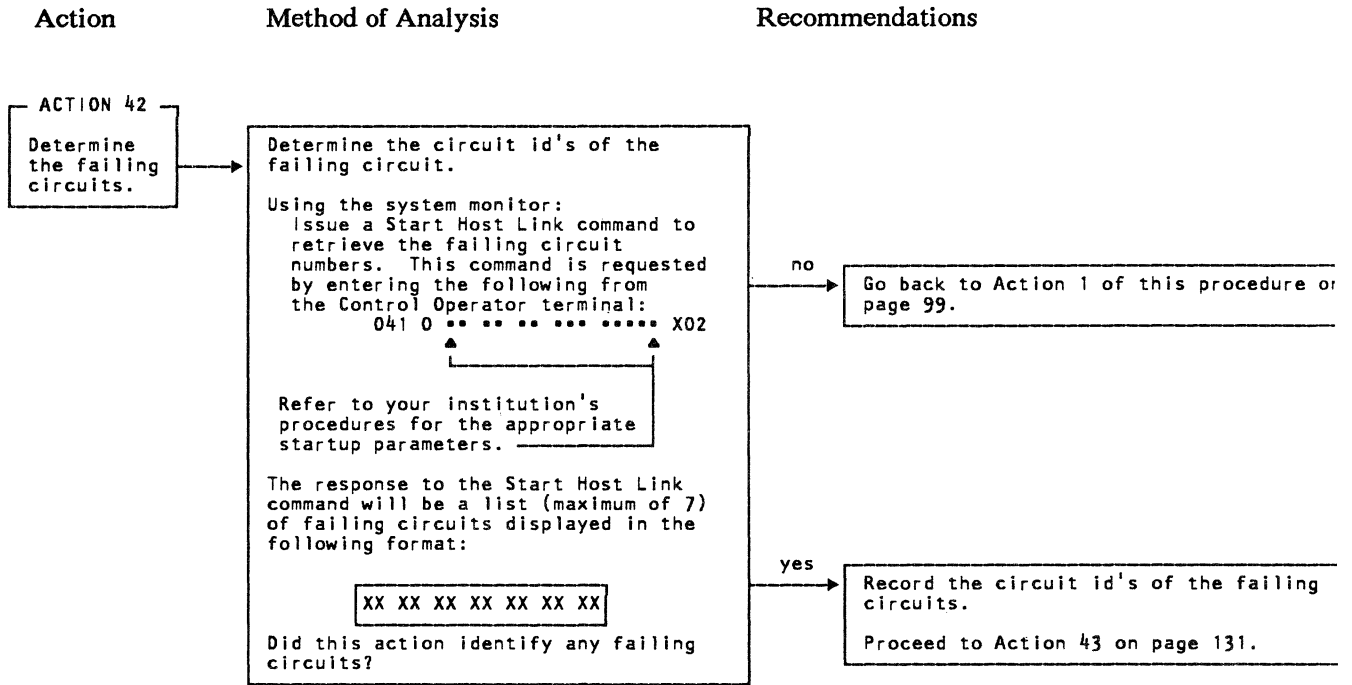 Action Method of Analysis Recommendations
ACTION 42
Determine
the failing
circuits.
Determine the circuit id's of the
failing circuit.
Using the system monitor:
Issue a Start Host Link command to
retrieve the failing circuit
numbers. This command is requested
by entering the following from
the Control Operator terminal:
041 0 ▪▪ ▪▪ ▪▪ ▪▪▪ ▪▪▪▪▪ X02
Refer to your institution's
procedures for the appropriate
startup parameters.
The response to the Start Host Link
command will be a list (maximum of 7)
of failing circuits displayed in the
following format:
XX XX XX XX XX XX XX
Did this action identify any failing
circuits?
no
Go back to Action 1 of this procedure or
page 99.
yes
Record the circuit id's of the failing
circuits.
Proceed to Action 43 on page 131.